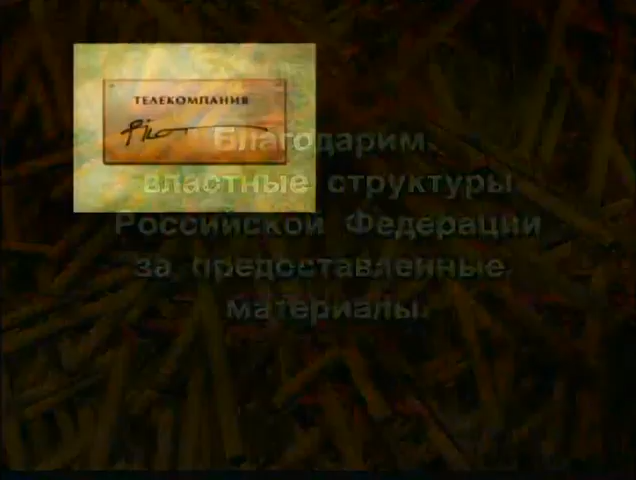 ТЕЛЕКОМПАНИЯ
Благодарим
властные структуры
Российской Федерации
за предоставленные
материалы.